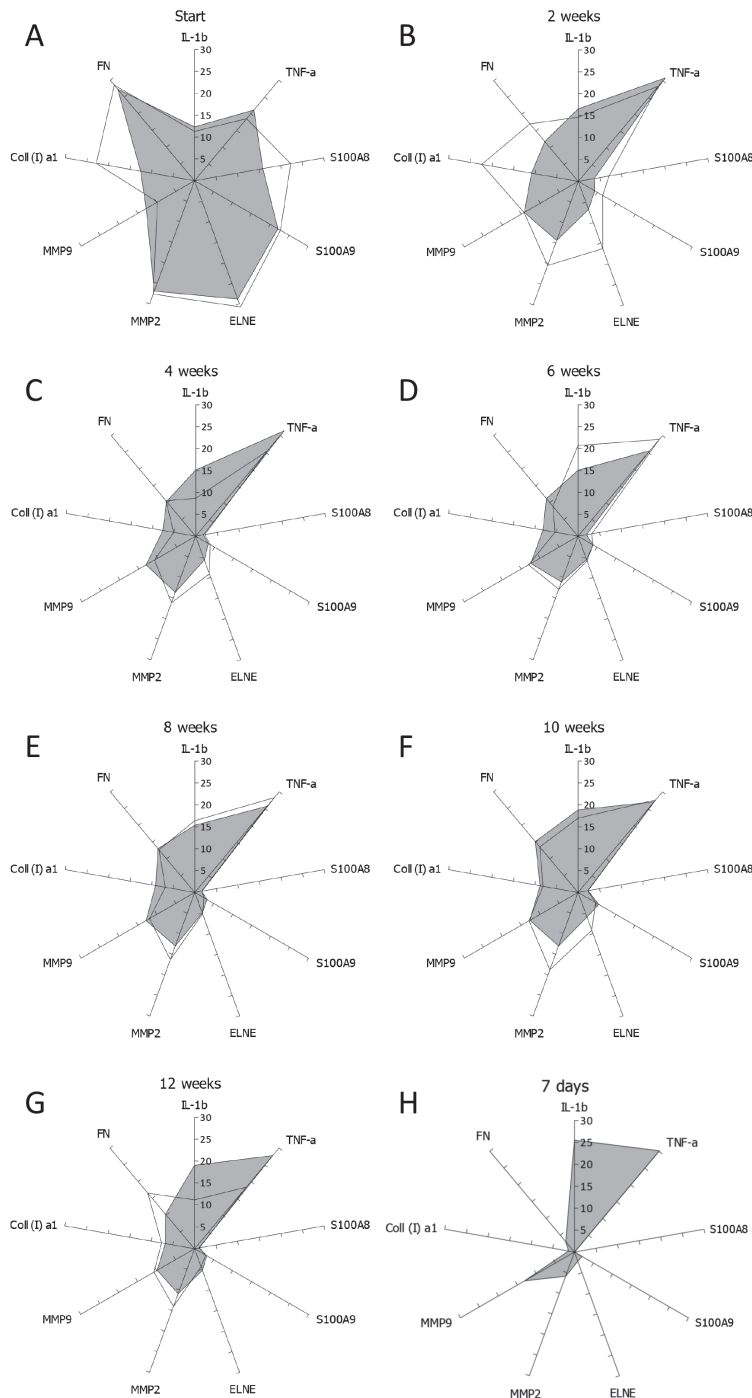 A
Start
IL-1b
30
25
20
15
10
5
TNF-a
S100A8
S100A9
ELNE
MMP2
MMP9
Coll (I) a1
FN
B
2 weeks
IL-1b
30
25
20
15
10
5
TNF-a
S100A8
S100A9
ELNE
MMP2
MMP9
Coll (I) a1
FN
C
4 weeks
IL-1b
30
25
20
15
10
5
TNF-a
S100A8
S100A9
ELNE
MMP2
MMP9
Coll (I) a1
FN
D
6 weeks
IL-1b
30
25
20
15
10
5
TNF-a
S100A8
S100A9
ELNE
MMP2
MMP9
Coll (I) a1
FN
E
8 weeks
IL-1b
30
25
20
15
10
5
TNF-a
S100A8
S100A9
ELNE
MMP2
MMP9
Coll (I) a1
FN
F
10 weeks
IL-1b
30
25
20
15
10
5
TNF-a
S100A8
S100A9
ELNE
MMP2
MMP9
Coll (I) a1
FN
G
12 weeks
IL-1b
30
25
20
15
10
5
TNF-a
S100A8
S100A9
ELNE
MMP2
MMP9
Coll (I) a1
FN
H
7 days
IL-1b
30
25
20
15
10
5
TNF-a
S100A8
S100A9
ELNE
MMP2
MMP9
Coll (I) a1
FN